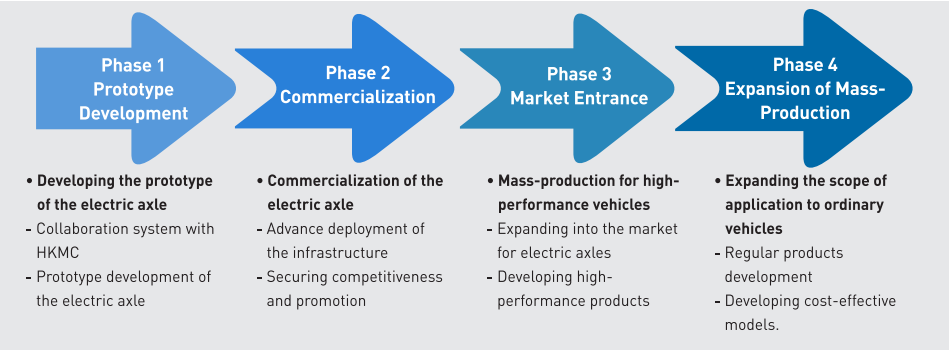 Phase 1
Prototype
Development
Phase 2
Commercialization
Phase 3
Market Entrance
Phase 4
Expansion of Mass-
Production
• Developing the prototype
of the electric axle
- Collaboration system with
HKMC
- Prototype development of
the electric axle
• Commercialization of the
electric axle
- Advance deployment of
the infrastructure
- Securing competitiveness
and promotion
• Mass-production for high-
performance vehicles
- Expanding into the market
for electric axles
- Developing high-
performance products
• Expanding the scope of
application to ordinary
vehicles
- Regular products
development
- Developing cost-effective
models.